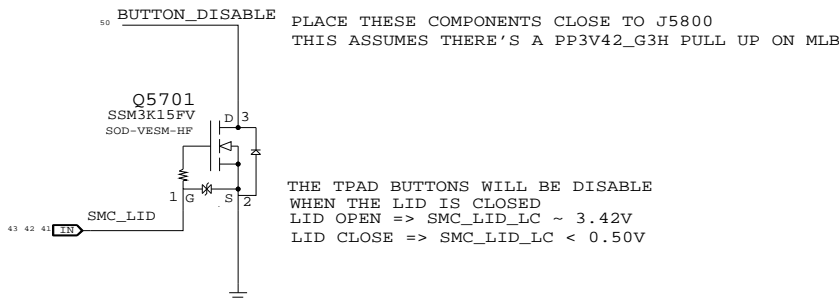 50 BUTTON_DISABLE
PLACE THESE COMPONENTS CLOSE TO J5800
THIS ASSUMES THERE'S A PP3V42_G3H PULL UP ON MLB
Q5701
SSM3K15FV
SOD-VESM-HF
D 3
1 G S 2
SMC_LID
43 42 41 IN
THE TPAD BUTTONS WILL BE DISABLE
WHEN THE LID IS CLOSED
LID OPEN => SMC_LID_LC ~ 3.42V
LID CLOSE => SMC_LID_LC < 0.50V